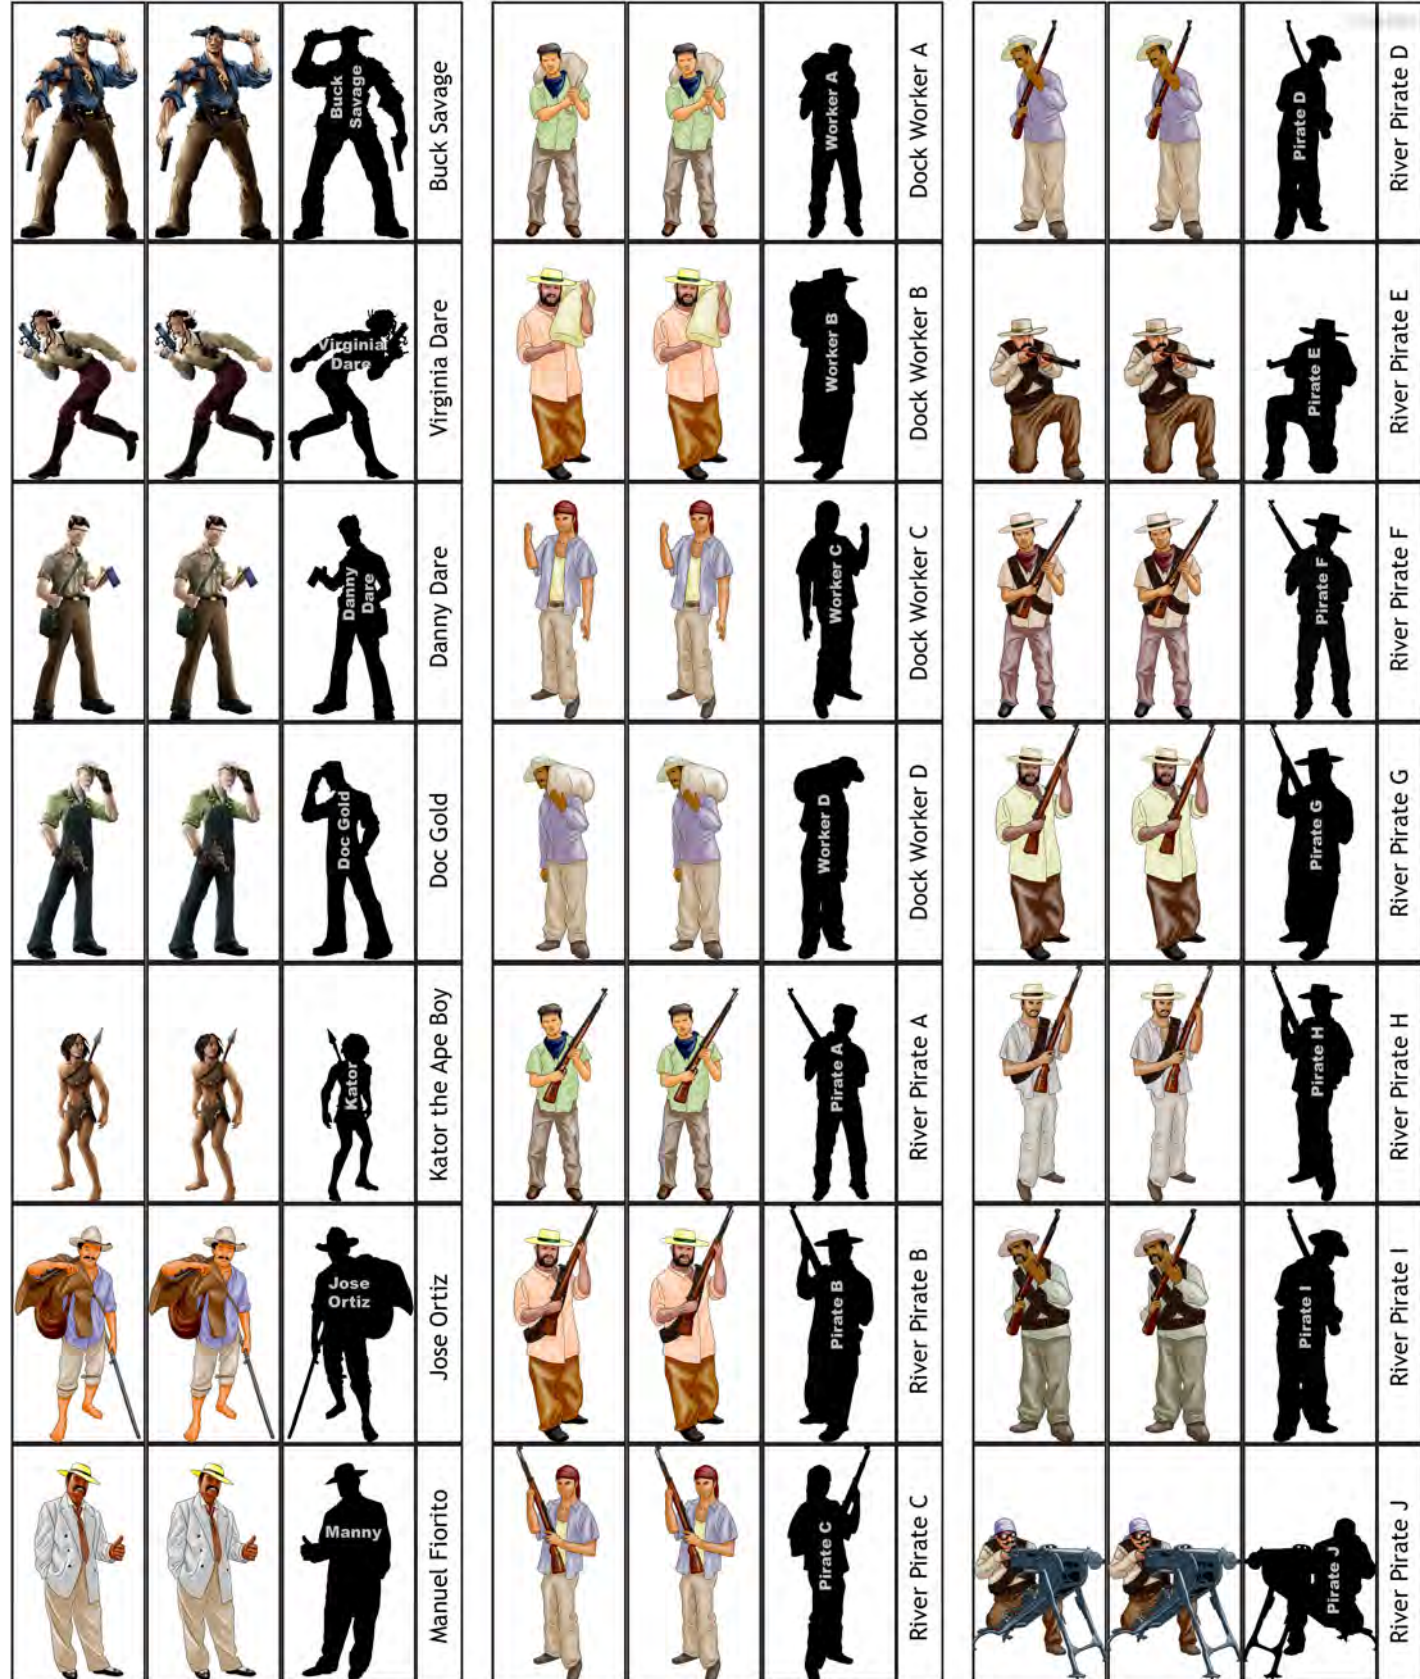 Buck
Savage
Buck Savage
Worker A
Dock Worker A
Pirate D
River Pirate D
Virginia
Dare
Virginia Dare
Worker B
Dock Worker B
Pirate E
River Pirate E
Danny
Dare
Danny Dare
Worker C
Dock Worker C
Pirate F
River Pirate F
Doc Gold
Doc Gold
Worker D
Dock Worker D
Pirate G
River Pirate G
Kator
Kator the Ape Boy
Pirate A
River Pirate A
Pirate H
River Pirate H
Jose
Ortiz
Jose Ortiz
Pirate B
River Pirate B
Pirate I
River Pirate I
Manny
Manuel Fiorito
Pirate C
River Pirate C
Pirate J
River Pirate J